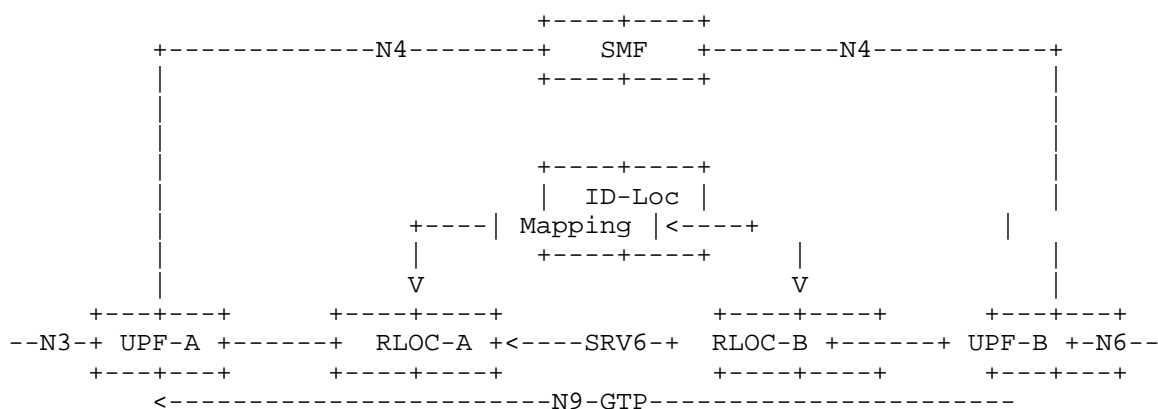 +----+----+
         +-------------N4--------+    SMF    +--------N4-----------+
         |                        +----+----+                      |
         |                                                         |
         |                                                         |
         |                                                         |
         |                        +----+----+                      |
         |                        |  ID-Loc |                      |
         |                +----| Mapping |<----+               |
         |                |       +----+----+     |                |
         |                V                       V                |
     +---+---+      +----+----+             +----+----+      +---+---+
--N3-+ UPF-A +------+  RLOC-A +<----SRV6-+  RLOC-B +------+ UPF-B +-N6--
     +---+---+      +----+----+             +----+----+      +---+---+
         <-----------------------N9-GTP----------------------